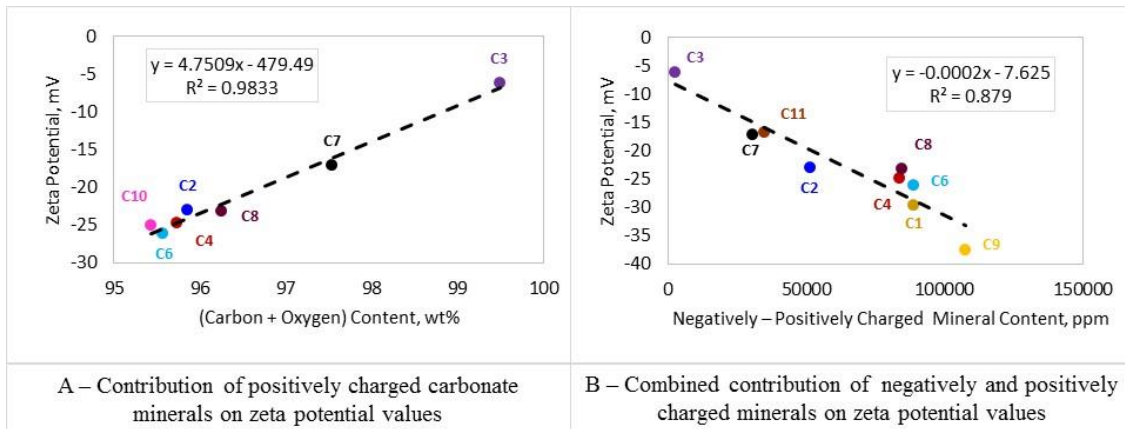 0
-5
-10
-15
-20
-25
-30
Zeta Potential, mV
y = 4.7509x - 479.49
R² = 0.9833
C3
C7
C10
C2
C8
C6
C4
95 96 97 98 99 100
(Carbon + Oxygen) Content, wt%
0
-5
-10
-15
-20
-25
-30
-35
-40
Zeta Potential, mV
C3
y = -0.0002x - 7.625
R² = 0.879
C11
C7
C8
C2
C6
C4
C1
C9
0 50000 100000 150000
Negatively – Positively Charged Mineral Content, ppm
A – Contribution of positively charged carbonate
minerals on zeta potential values
B – Combined contribution of negatively and positively
charged minerals on zeta potential values